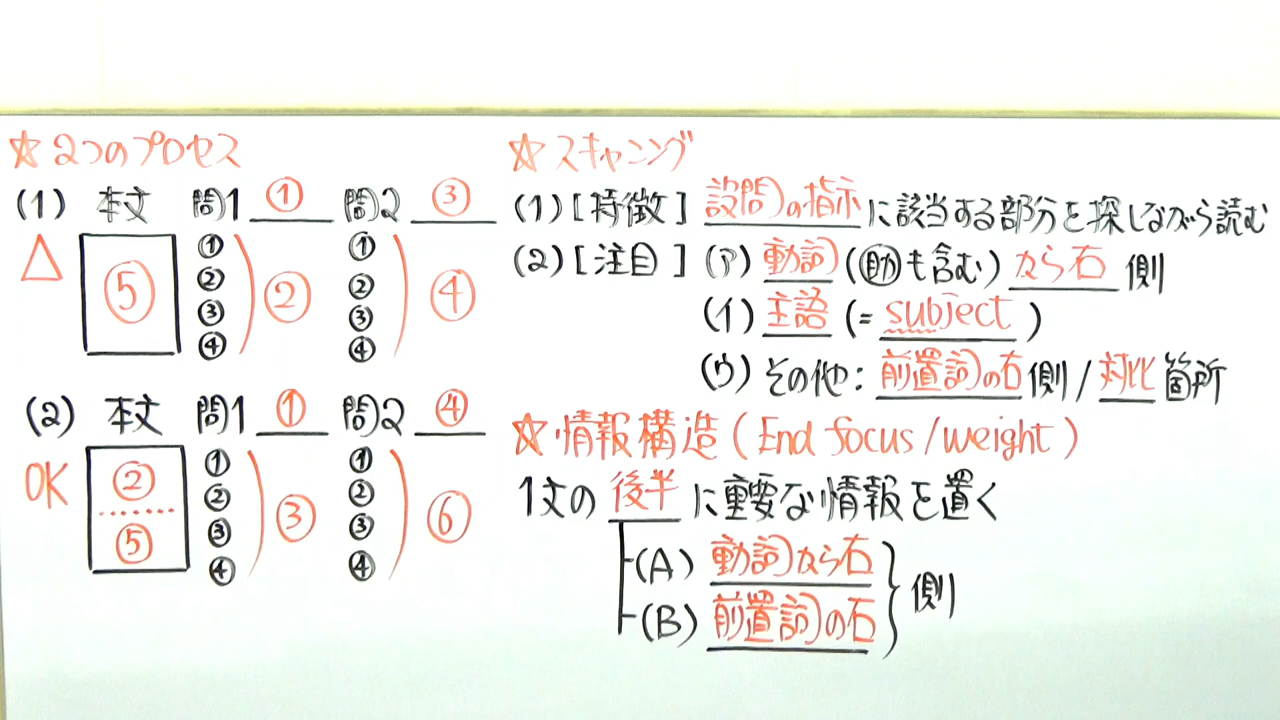 ☆ 2つのプロセス
(1) 本文 問1 ① 問2 ③
△ ⑤ ① ② ③ ④ ② ① ② ③ ④ ④
(2) 本文 問1 ① 問2 ④
OK ② ⑤ ① ② ③ ④ ③ ① ② ③ ④ ⑥
☆ スキャニング
(1) [特徴] 設問の指示に該当する部分を探しながら読む
(2) [注目] (ア) 動詞 (助も含む) から右 側
(イ) 主語 (= subject )
(ウ) その他: 前置詞の右側 / 対比箇所
☆ 情報構造 (End focus/weight)
1文の 後半 に重要な情報を置く
(A) 動詞から右
(B) 前置詞の右
側